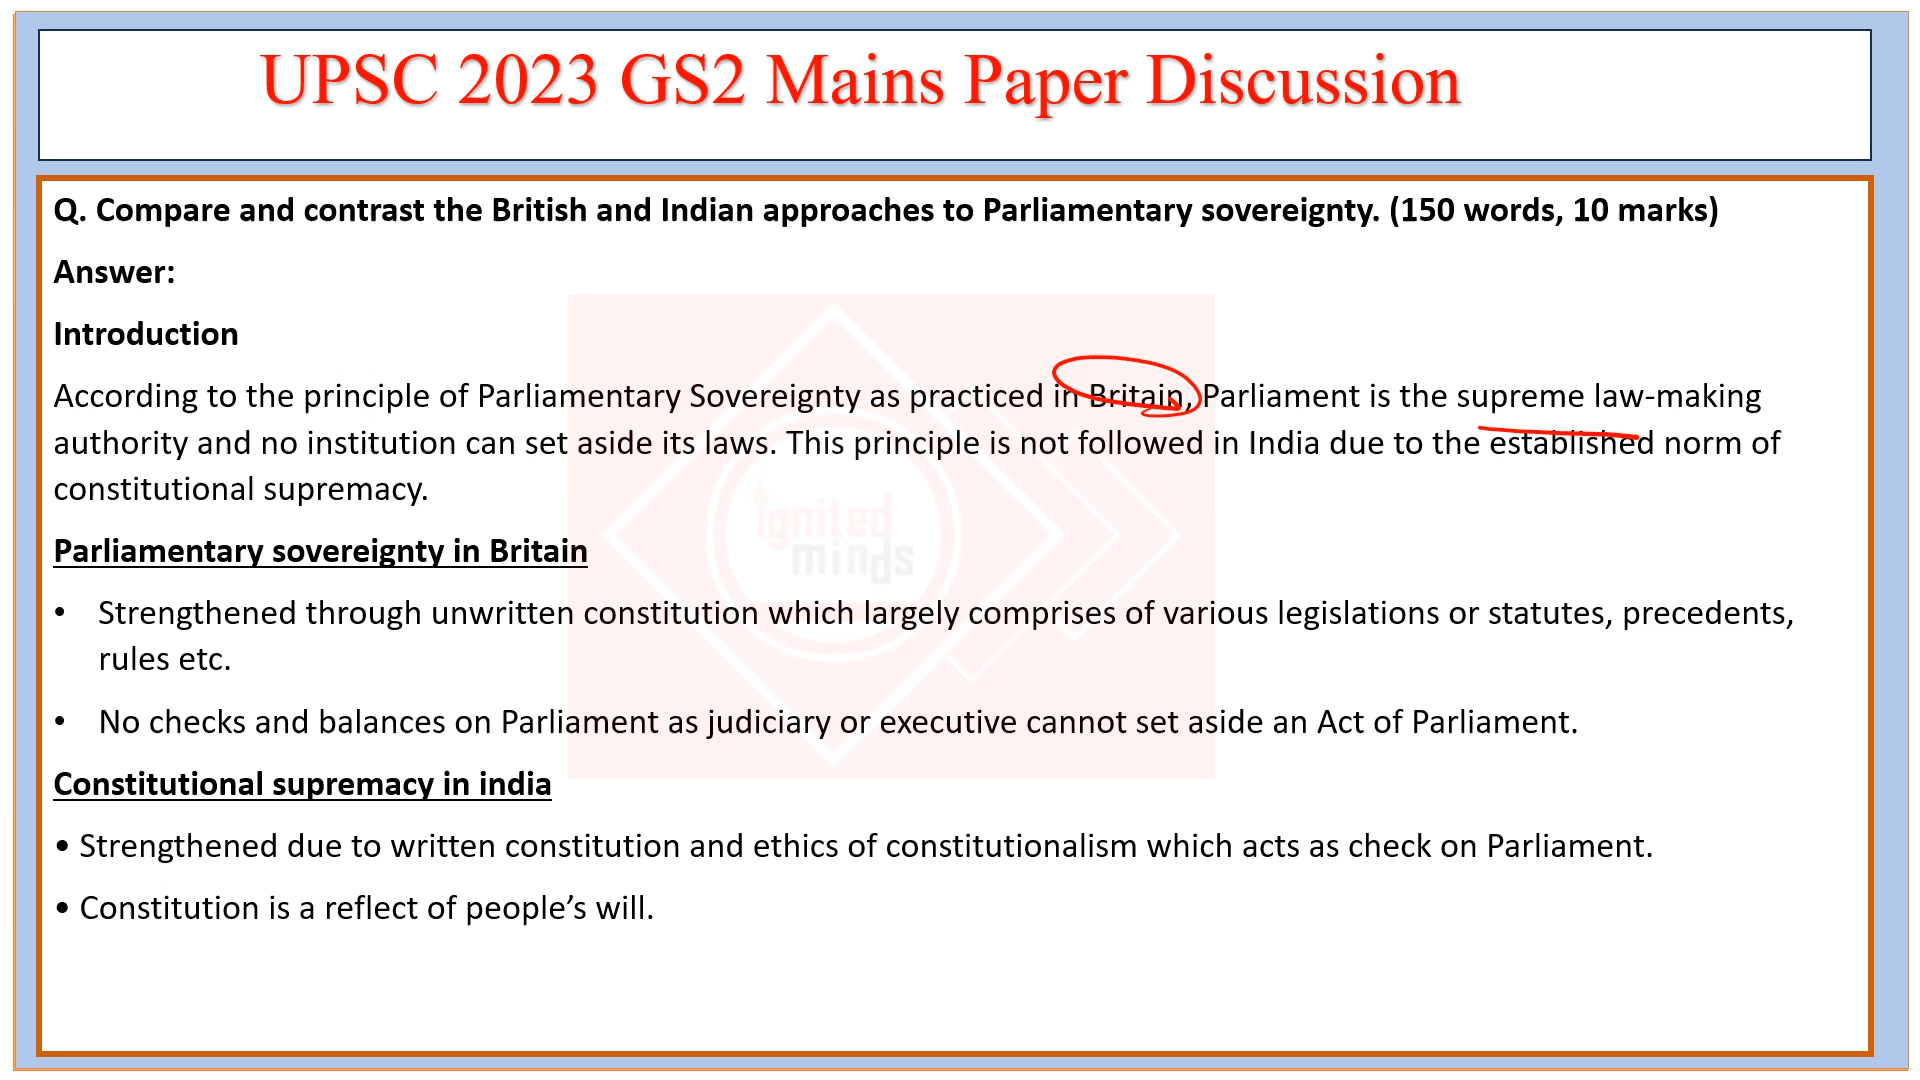 UPSC 2023 GS2 Mains Paper Discussion
Q. Compare and contrast the British and Indian approaches to Parliamentary sovereignty. (150 words, 10 marks)
Answer:
Introduction
According to the principle of Parliamentary Sovereignty as practiced in Britain, Parliament is the supreme law-making
authority and no institution can set aside its laws. This principle is not followed in India due to the established norm of
constitutional supremacy.
ignited
minds
Parliamentary sovereignty in Britain
• Strengthened through unwritten constitution which largely comprises of various legislations or statutes, precedents,
rules etc.
• No checks and balances on Parliament as judiciary or executive cannot set aside an Act of Parliament.
Constitutional supremacy in india
• Strengthened due to written constitution and ethics of constitutionalism which acts as check on Parliament.
• Constitution is a reflect of people’s will.